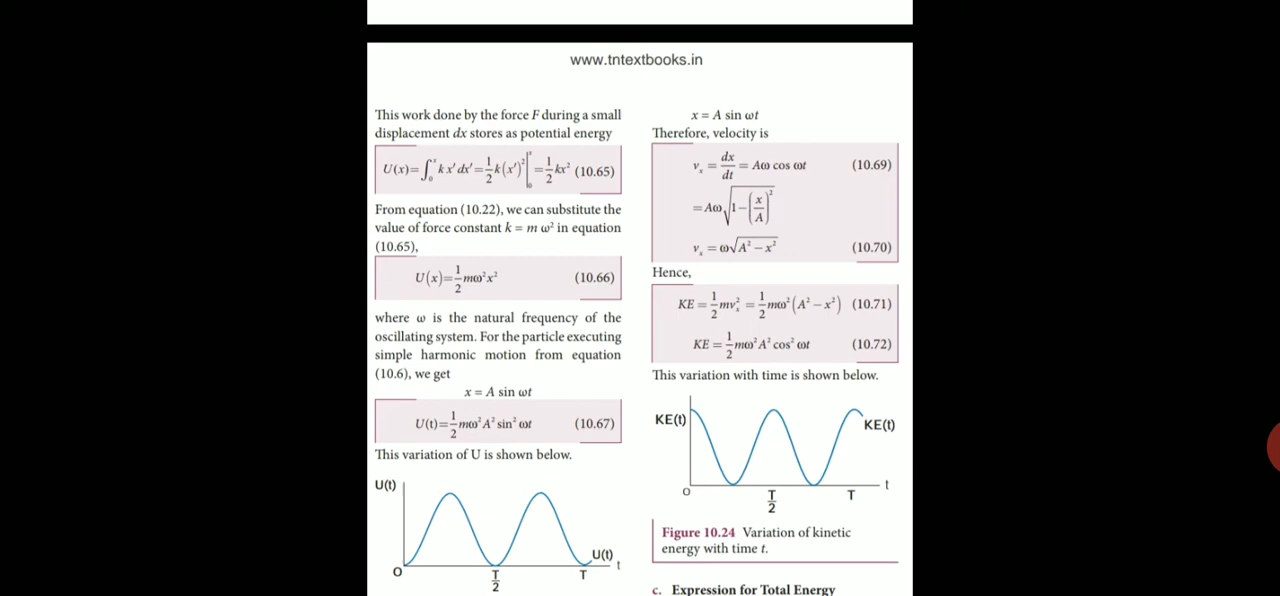 www.tntextbooks.in
This work done by the force F during a small
displacement dx stores as potential energy
U(x)=∫₀ˣ k x′ dx′ = 1/2 k(x′)² |₀ˣ = 1/2 kx² (10.65)
From equation (10.22), we can substitute the
value of force constant k = m ω² in equation
(10.65),
U(x)=1/2 mω²x² (10.66)
where ω is the natural frequency of the
oscillating system. For the particle executing
simple harmonic motion from equation
(10.6), we get
x = A sin ωt
U(t)=1/2 mω² A² sin² ωt (10.67)
This variation of U is shown below.
U(t)
U(t)
O
T/2
T
t
x = A sin ωt
Therefore, velocity is
vₓ = dx/dt = Aω cos ωt (10.69)
= Aω√(1−(x/A)²)
vₓ = ω√(A² − x²) (10.70)
Hence,
KE = 1/2 mvₓ² = 1/2 mω² (A² − x²) (10.71)
KE = 1/2 mω² A² cos² ωt (10.72)
This variation with time is shown below.
KE(t)
KE(t)
O
T/2
T
t
Figure 10.24 Variation of kinetic
energy with time t.
c. Expression for Total Energy